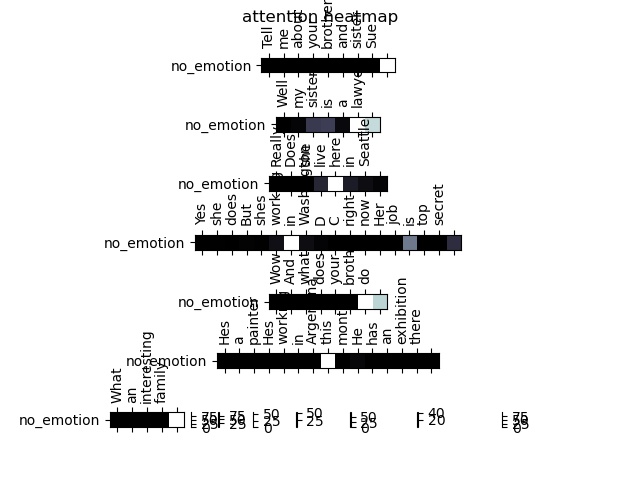 attention heatmap
Tell me about your brother and sister Sue
no_emotion
Well my sister is a lawyer
no_emotion
Really Does she live here in Seattle
no_emotion
Yes she does But shes working in Washington D C right now Her job is top secret
no_emotion
Wow And what does your brother do
no_emotion
Hes a painter Hes working in Argentina this month He has an exhibition there
no_emotion
What an interesting family
no_emotion
75 50 25 0
75 50 25
50 25 0
50 25
50 25 0
40 20
75 50 25 0